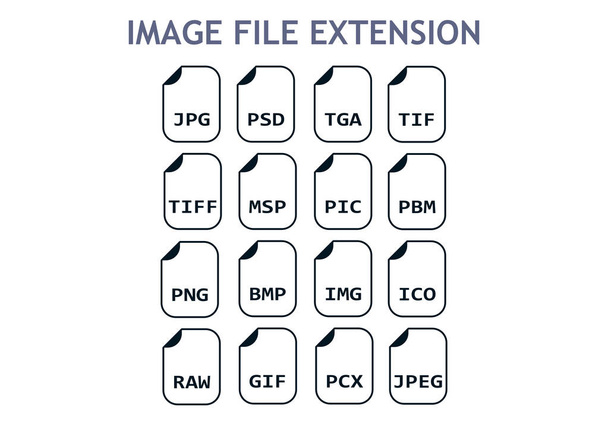 IMAGE FILE EXTENSION
JPG PSD TGA TIF
TIFF MSP PIC PBM
PNG BMP IMG ICO
RAW GIF PCX JPEG